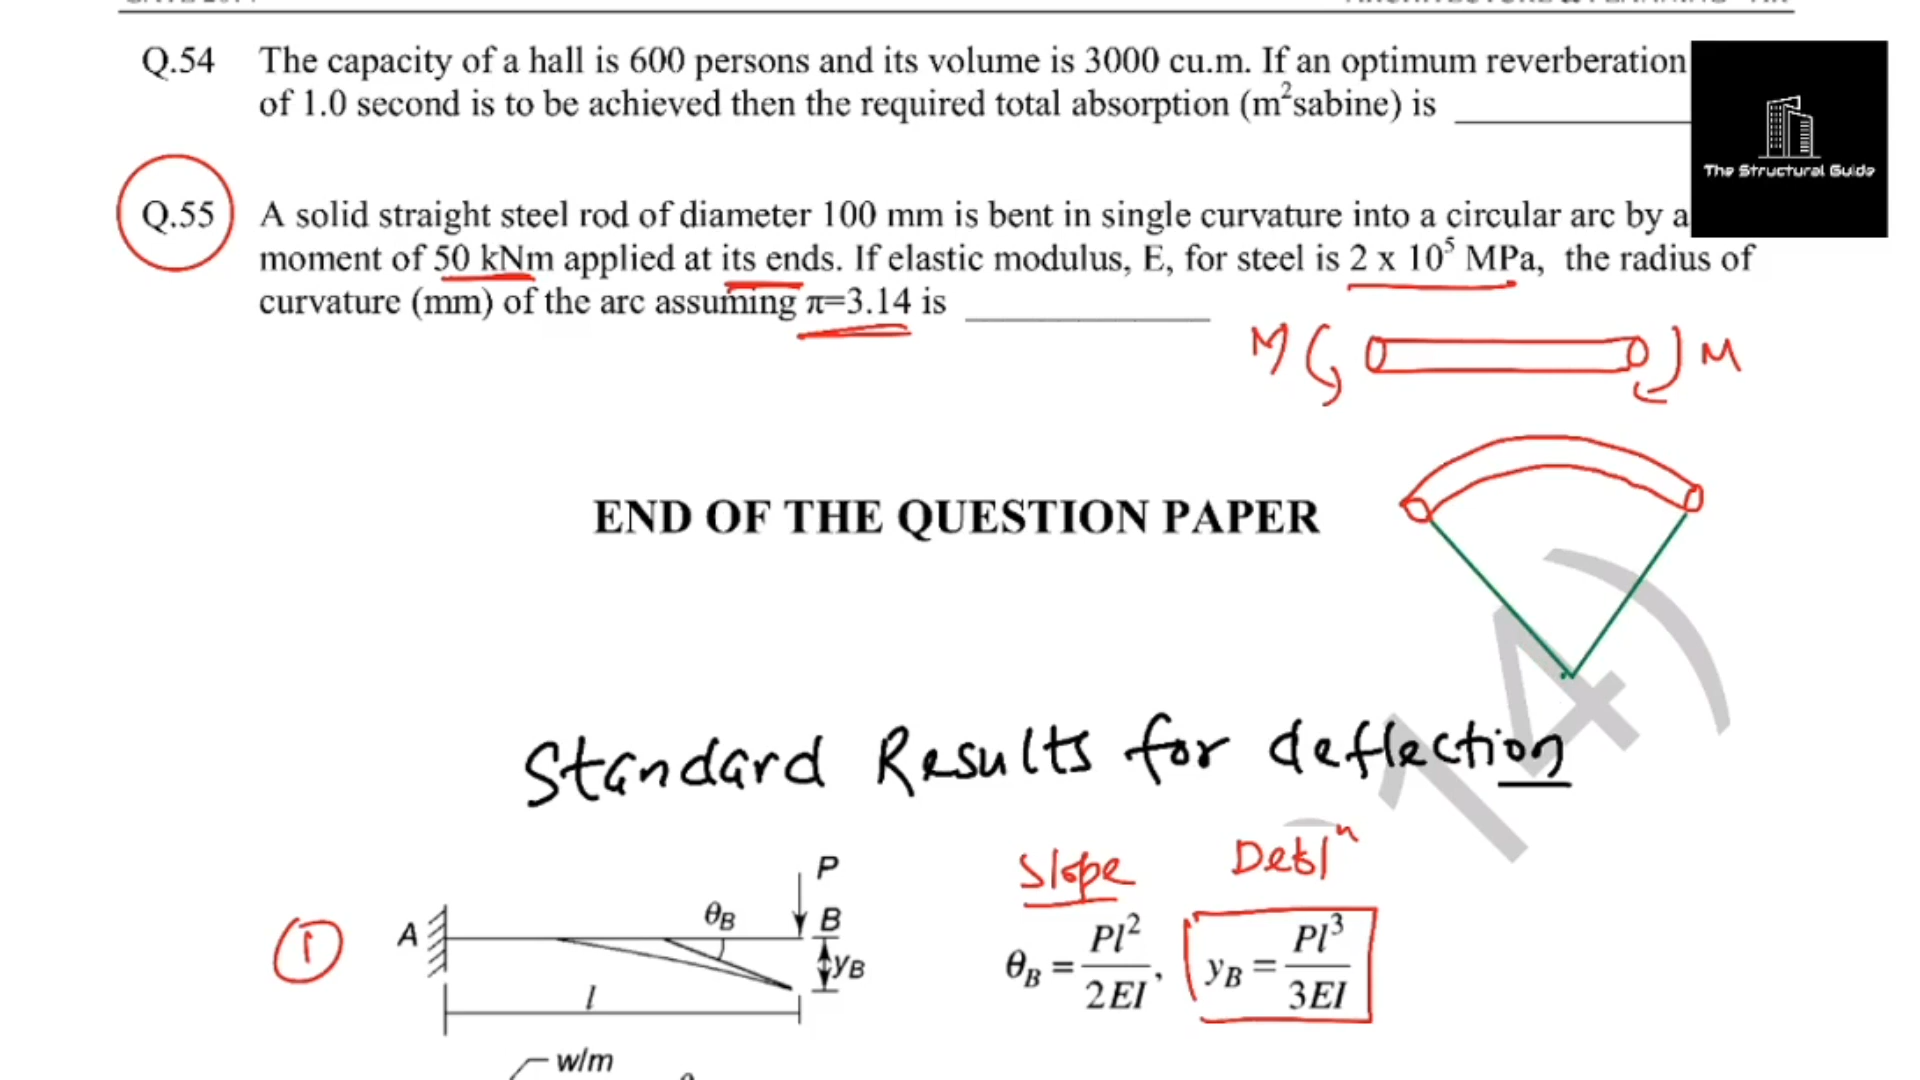 Q.54 The capacity of a hall is 600 persons and its volume is 3000 cu.m. If an optimum reverberation
of 1.0 second is to be achieved then the required total absorption (m²sabine) is ____________
The Structural Guide
Q.55 A solid straight steel rod of diameter 100 mm is bent in single curvature into a circular arc by a
moment of 50 kNm applied at its ends. If elastic modulus, E, for steel is 2 x 10⁵ MPa, the radius of
curvature (mm) of the arc assuming π=3.14 is ____________
M M
END OF THE QUESTION PAPER
14)
Standard Results for deflection
Slope Deflⁿ
1 A θB P B yB l
θB = Pl²/2EI, yB = Pl³/3EI
w/m